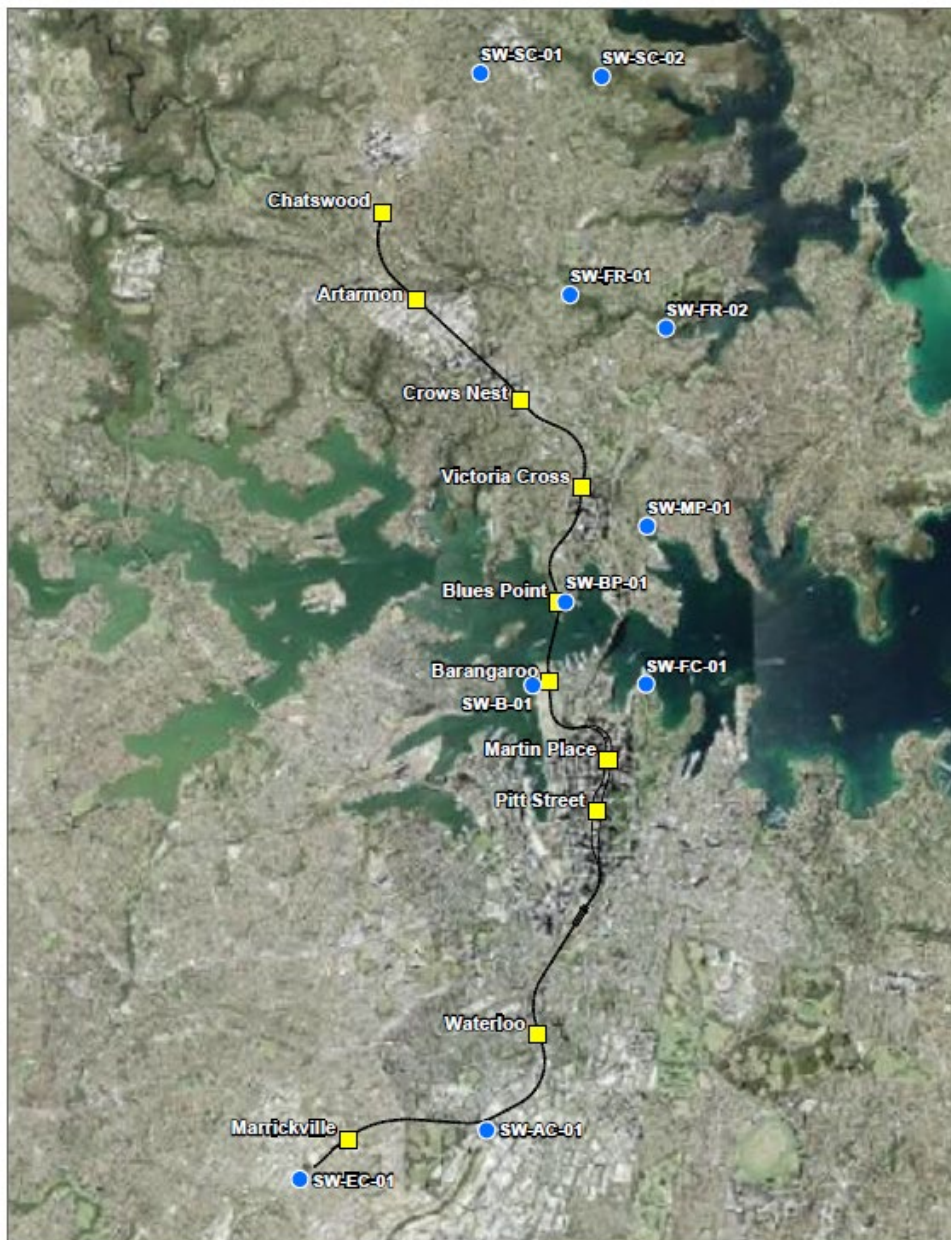 SW-SC-01
SW-SC-02
Chatswood
SW-FR-01
Artarmon
SW-FR-02
Crows Nest
Victoria Cross
SW-MP-01
Blues Point
SW-BP-01
Barangaroo
SW-FC-01
SW-B-01
Martin Place
Pitt Street
Waterloo
Marrickville
SW-AC-01
SW-EC-01